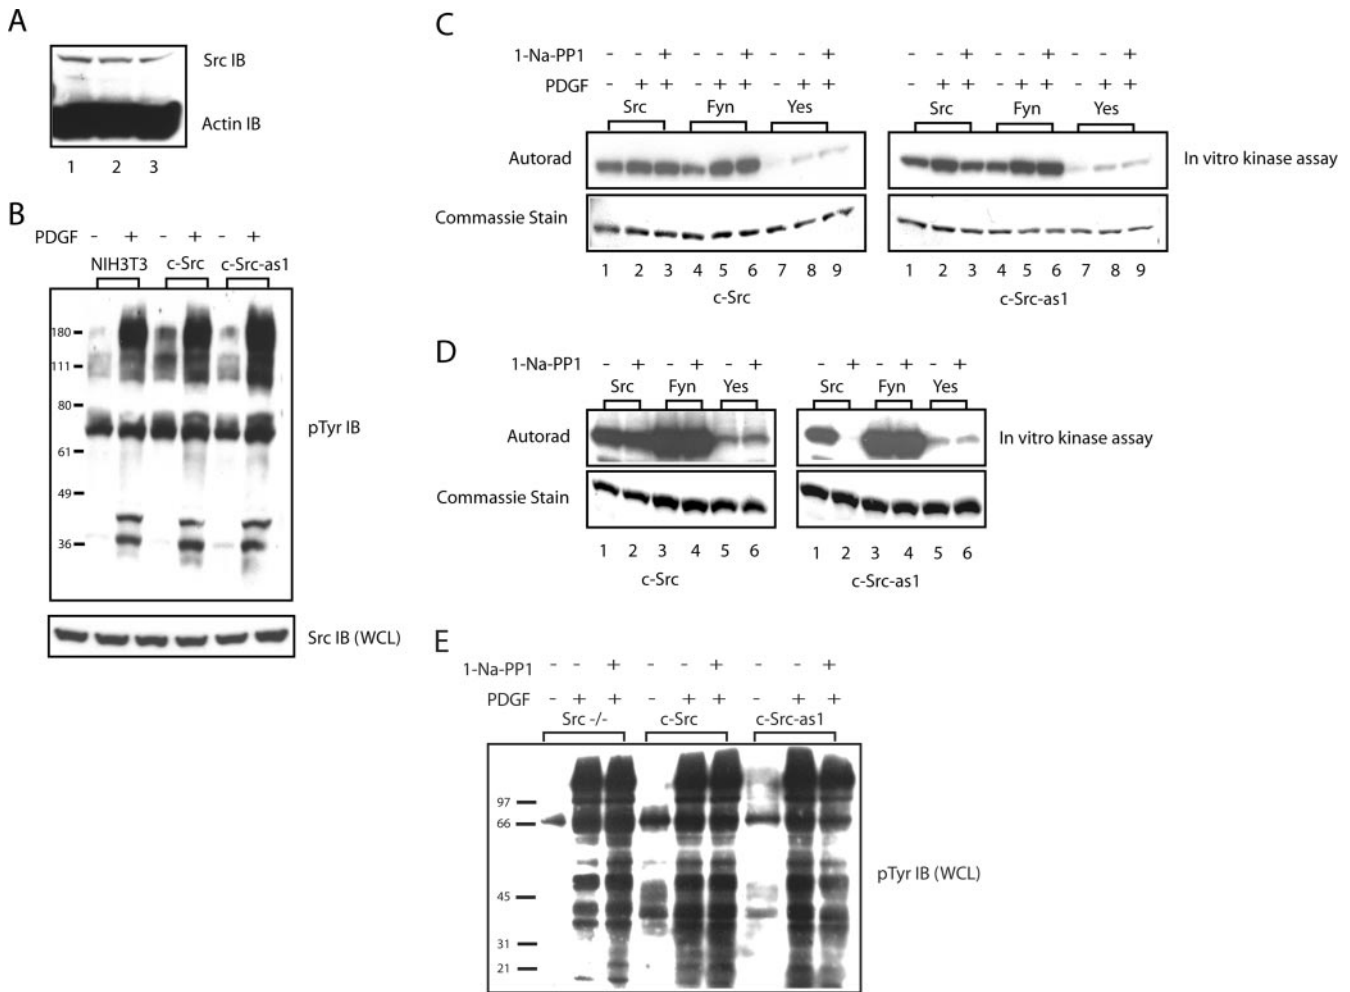 A
Src IB
Actin IB
1 2 3
B
PDGF - + - + - +
NIH3T3 c-Src c-Src-as1
180
111
80
61
49
36
pTyr IB
Src IB (WCL)
C
1-Na-PP1 - - + - - + - - + - - + - - + - - +
PDGF - + + - + + - + + - + + - + + - + +
Src Fyn Yes Src Fyn Yes
Autorad
In vitro kinase assay
Commassie Stain
1 2 3 4 5 6 7 8 9 1 2 3 4 5 6 7 8 9
c-Src c-Src-as1
D
1-Na-PP1 - + - + - + - + - + - +
Src Fyn Yes Src Fyn Yes
Autorad
In vitro kinase assay
Commassie Stain
1 2 3 4 5 6 1 2 3 4 5 6
c-Src c-Src-as1
E
1-Na-PP1 - - + - - + - - +
PDGF - + + - + + - + +
Src -/- c-Src c-Src-as1
97
66
45
31
21
pTyr IB (WCL)